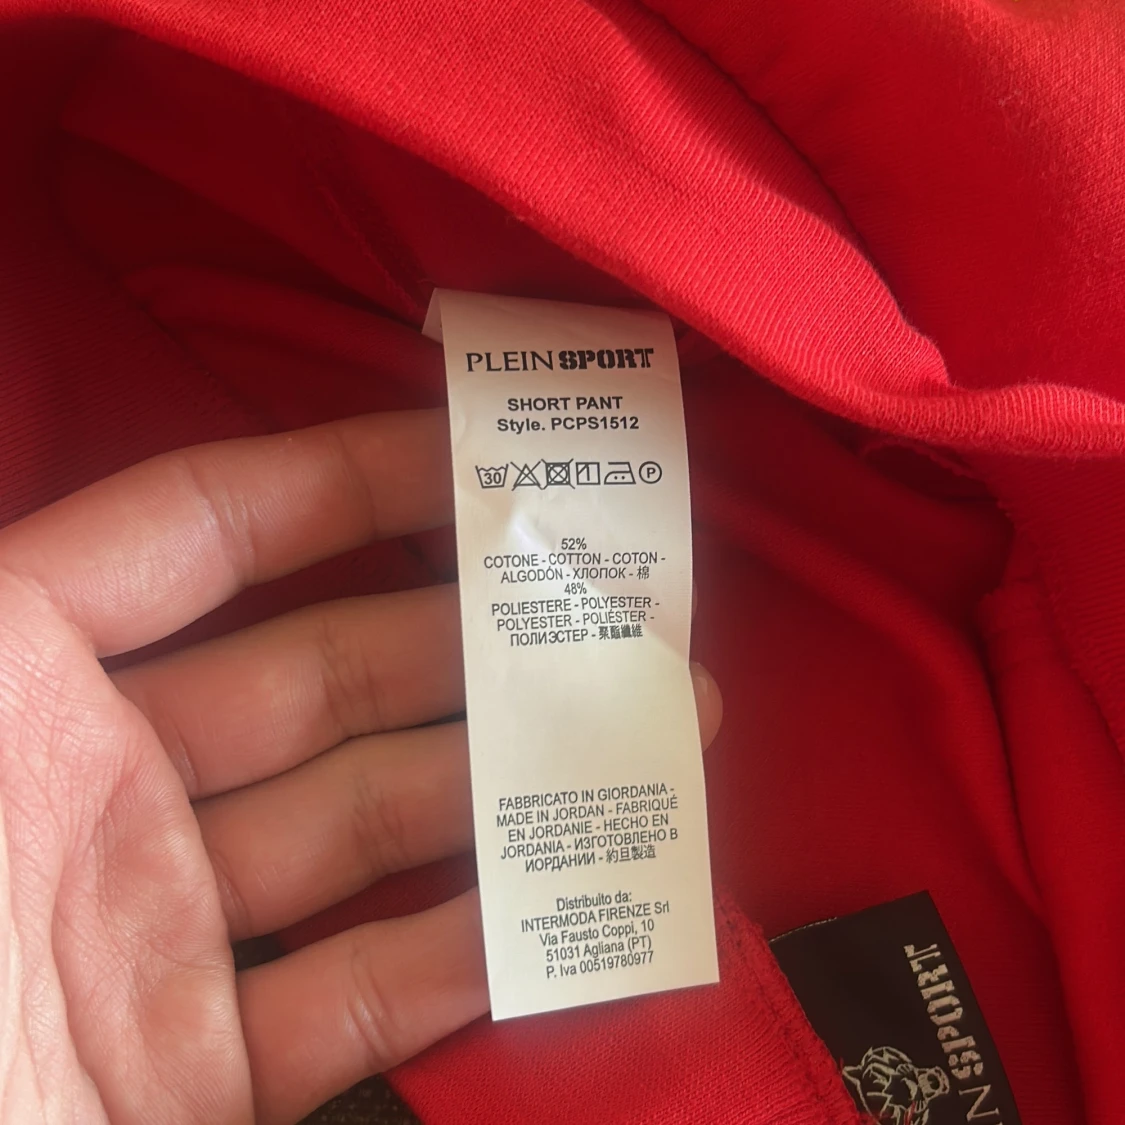 PLEIN SPORT
SHORT PANT
Style. PCPS1512
30
P
52%
COTONE - COTTON - COTON -
ALGODÓN - ХЛОПОК - 棉
48%
POLIESTERE - POLYESTER -
POLYESTER - POLIÉSTER -
ПОЛИЭСТЕР - 聚酯纖維
FABBRICATO IN GIORDANIA -
MADE IN JORDAN - FABRIQUÉ
EN JORDANIE - HECHO EN
JORDANIA - ИЗГОТОВЛЕНО В
ИОРДАНИИ - 約旦製造
Distribuito da:
INTERMODA FIRENZE Srl
Via Fausto Coppi, 10
51031 Agliana (PT)
P. Iva 00519780977
SPORT